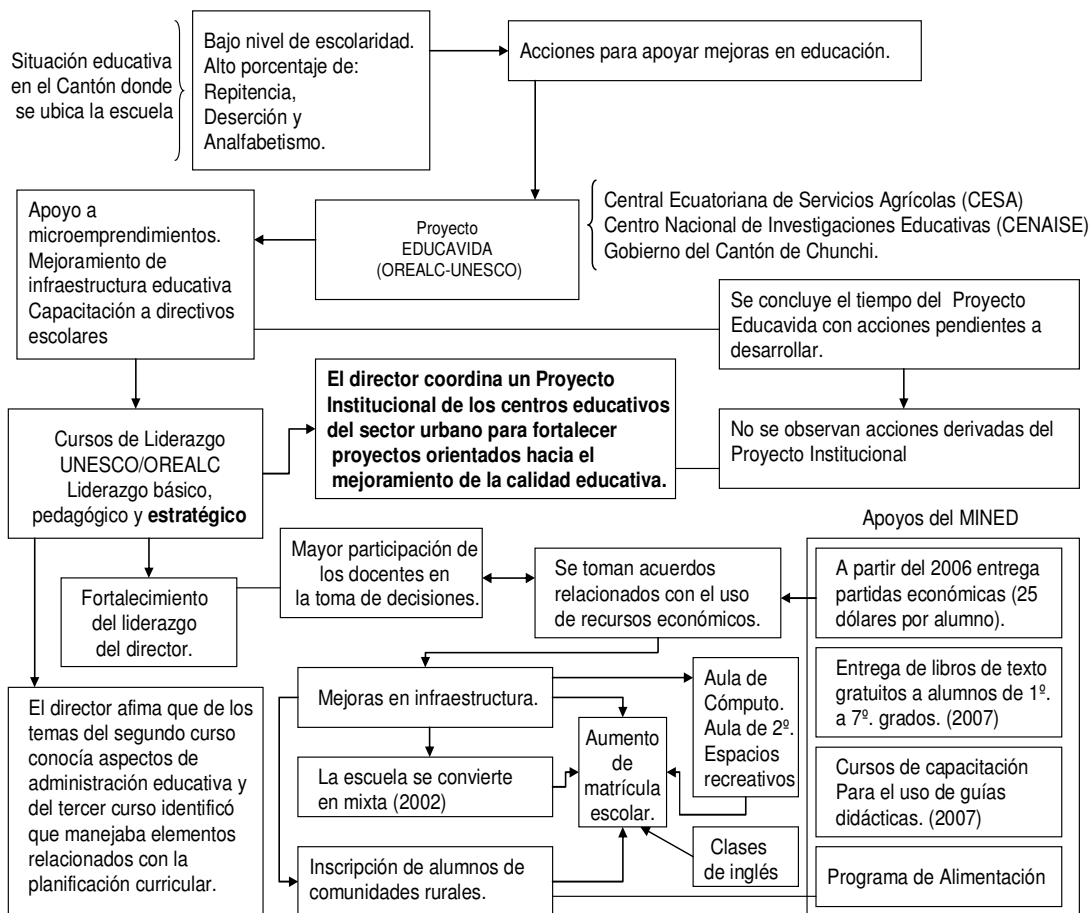 Situación educativa
en el Cantón donde
se ubica la escuela
Bajo nivel de escolaridad.
Alto porcentaje de:
Repitencia,
Deserción y
Analfabetismo.
Acciones para apoyar mejoras en educación.
Apoyo a
microemprendimientos.
Mejoramiento de
infraestructura educativa
Capacitación a directivos
escolares
Proyecto
EDUCAVIDA
(OREALC-UNESCO)
Central Ecuatoriana de Servicios Agrícolas (CESA)
Centro Nacional de Investigaciones Educativas (CENAISE)
Gobierno del Cantón de Chunchi.
Se concluye el tiempo del Proyecto
Educavida con acciones pendientes a
desarrollar.
El director coordina un Proyecto
Institucional de los centros educativos
del sector urbano para fortalecer
proyectos orientados hacia el
mejoramiento de la calidad educativa.
Cursos de Liderazgo
UNESCO/OREALC
Liderazgo básico,
pedagógico y estratégico
No se observan acciones derivadas del
Proyecto Institucional
Apoyos del MINED
Mayor participación de
los docentes en
la toma de decisiones.
Se toman acuerdos
relacionados con el uso
de recursos económicos.
A partir del 2006 entrega
partidas económicas (25
dólares por alumno).
Fortalecimiento
del liderazgo
del director.
Mejoras en infraestructura.
Aula de
Cómputo.
Aula de 2º.
Espacios
recreativos
Entrega de libros de texto
gratuitos a alumnos de 1º.
a 7º. grados. (2007)
El director afima que de los
temas del segundo curso
conocía aspectos de
administración educativa y
del tercer curso identificó
que manejaba elementos
relacionados con la
planificación curricular.
La escuela se convierte
en mixta (2002)
Aumento
de
matrícula
escolar.
Cursos de capacitación
Para el uso de guías
didácticas. (2007)
Clases
de inglés
Inscripción de alumnos de
comunidades rurales.
Programa de Alimentación